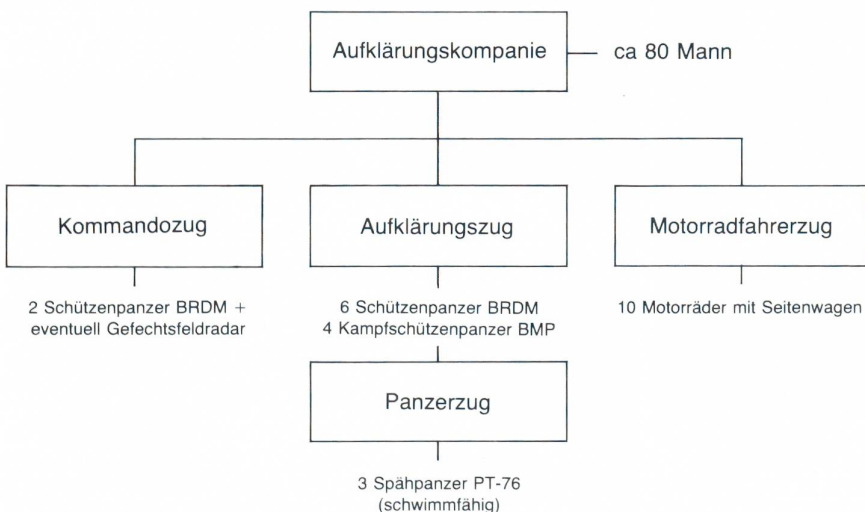 Aufklärungskompanie
ca 80 Mann
Kommandozug
Aufklärungszug
Motorradfahrerzug
2 Schützenpanzer BRDM +
eventuell Gefechtsfeldradar
6 Schützenpanzer BRDM
4 Kampfschützenpanzer BMP
10 Motorräder mit Seitenwagen
Panzerzug
3 Spähpanzer PT-76
(schwimmfähig)